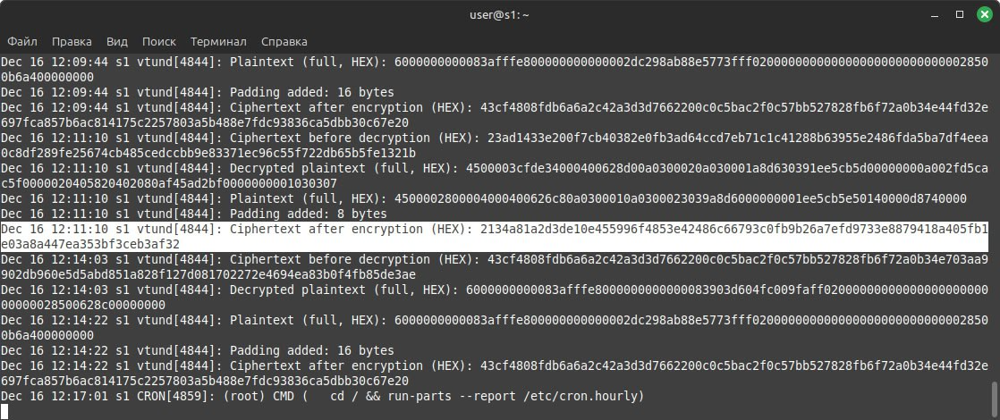 user@s1: ~
Файл Правка Вид Поиск Терминал Справка
Dec 16 12:09:44 s1 vtund[4844]: Plaintext (full, HEX): 6000000000083afffe800000000000002dc298ab88e5773fff0200000000000000000000000000002850
0b6a400000000
Dec 16 12:09:44 s1 vtund[4844]: Padding added: 16 bytes
Dec 16 12:09:44 s1 vtund[4844]: Ciphertext after encryption (HEX): 43cf4808fdb6a6a2c42a3d3d7662200c0c5bac2f0c57bb527828fb6f72a0b34e44fd32e
697fca857b6ac814175c2257803a5b488e7fdc93836ca5dbb30c67e20
Dec 16 12:11:10 s1 vtund[4844]: Ciphertext before decryption (HEX): 23ad1433e200f7cb40382e0fb3ad64ccd7eb71c1c41288b63955e2486fda5ba7df4eea
0c8df289fe25674cb485cedccbb9e83371ec96c55f722db65b5fe1321b
Dec 16 12:11:10 s1 vtund[4844]: Decrypted plaintext (full, HEX): 4500003cfde34000400628d00a0300020a030001a8d630391ee5cb5d00000000a002fd5ca
c5f0000020405820402080af45ad2bf0000000001030307
Dec 16 12:11:10 s1 vtund[4844]: Plaintext (full, HEX): 45000028000400040​0626c80a0300010a0300023039a8d6000000001ee5cb5e50140000d8740000
Dec 16 12:11:10 s1 vtund[4844]: Padding added: 8 bytes
Dec 16 12:11:10 s1 vtund[4844]: Ciphertext after encryption (HEX): 2134a81a2d3de10e455996f4853e42486c66793c0fb9b26a7efd9733e8879418a405fb1
e03a8a447ea353bf3ceb3af32
Dec 16 12:14:03 s1 vtund[4844]: Ciphertext before decryption (HEX): 43cf4808fdb6a6a2c42a3d3d7662200c0c5bac2f0c57bb527828fb6f72a0b34e703aa9
902db960e5d5abd851a828f127d081702272e4694ea83b0f4fb85de3ae
Dec 16 12:14:03 s1 vtund[4844]: Decrypted plaintext (full, HEX): 6000000000083afffe8000000000000083903d604fc009faff02000000000000000000000
00000028500628c00000000
Dec 16 12:14:22 s1 vtund[4844]: Plaintext (full, HEX): 6000000000083afffe800000000000002dc298ab88e5773fff0200000000000000000000000000002850
0b6a400000000
Dec 16 12:14:22 s1 vtund[4844]: Padding added: 16 bytes
Dec 16 12:14:22 s1 vtund[4844]: Ciphertext after encryption (HEX): 43cf4808fdb6a6a2c42a3d3d7662200c0c5bac2f0c57bb527828fb6f72a0b34e44fd32e
697fca857b6ac814175c2257803a5b488e7fdc93836ca5dbb30c67e20
Dec 16 12:17:01 s1 CRON[4859]: (root) CMD (   cd / && run-parts --report /etc/cron.hourly)